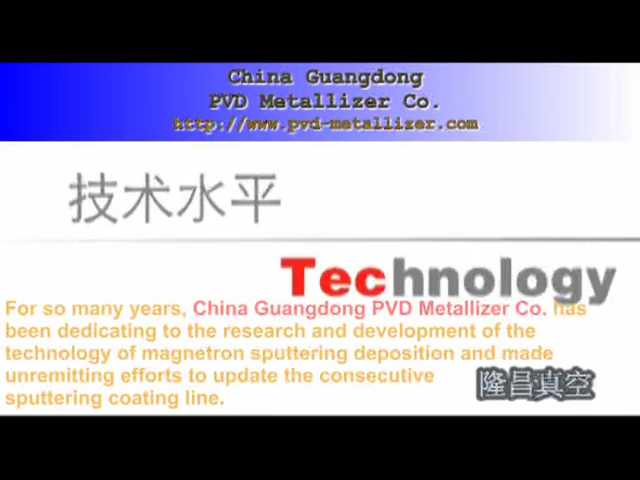 China Guangdong
PVD Metallizer Co.
http://www.pvd-metallizer.com
技术水平
Technology
For so many years, China Guangdong PVD Metallizer Co. has
been dedicating to the research and development of the
technology of magnetron sputtering deposition and made
unremitting efforts to update the consecutive
sputtering coating line.
隆昌真空